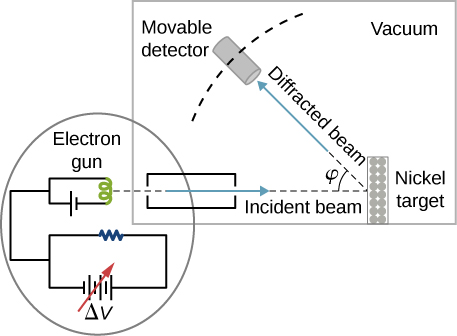 Movable
detector
Vacuum
Diffracted beam
Electron
gun
φ
Nickel
target
Incident beam
ΔV